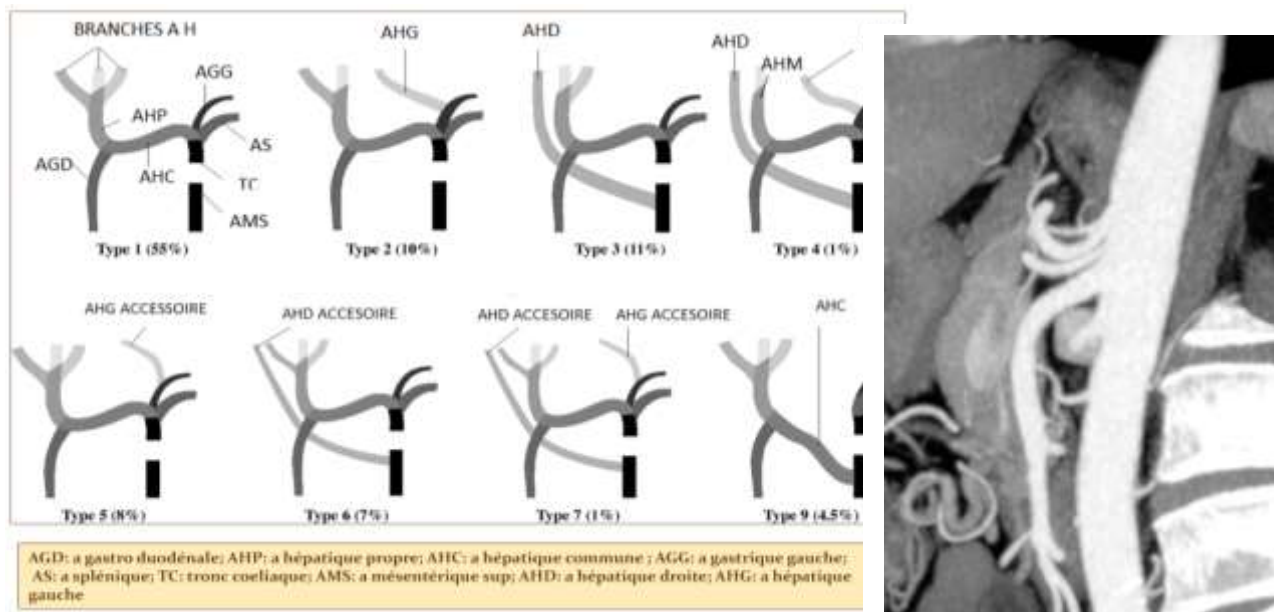 BRANCHES A H
AHG
AHD
AHD
AHM
AGG
AHP
AS
AGD
AHC
TC
AMS
Type 1 (55%)
Type 2 (10%)
Type 3 (11%)
Type 4 (1%)
AHG ACCESSOIRE
AHD ACCESOIRE
AHD ACCESOIRE
AHG ACCESSOIRE
AHC
Type 5 (8%)
Type 6 (7%)
Type 7 (1%)
Type 9 (4.5%)
AGD: a gastro duodénale; AHP: a hépatique propre; AHC: a hépatique commune ; AGG: a gastrique gauche;
AS: a splénique; TC: tronc coeliaque; AMS: a mésentérique sup; AHD: a hépatique droite; AHG: a hépatique
gauche